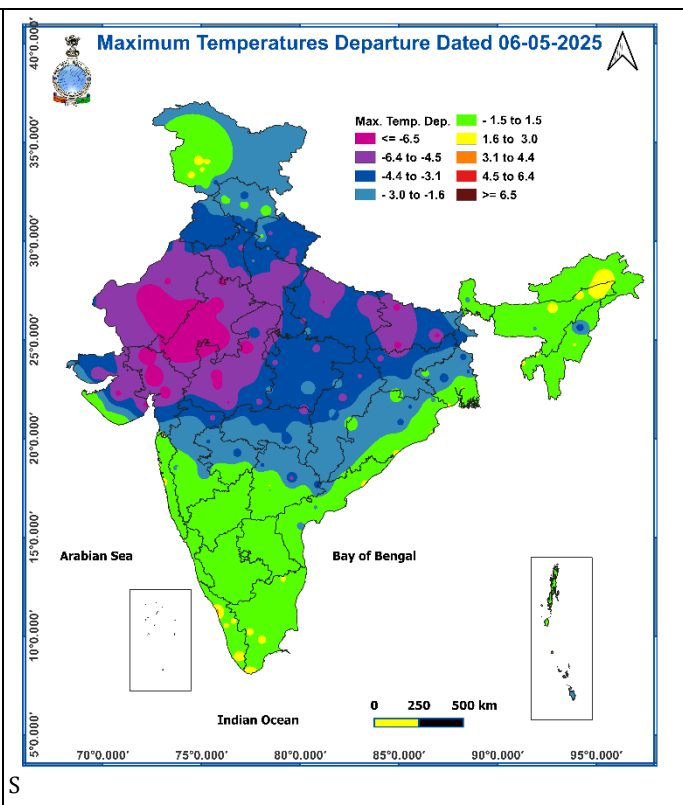 Maximum Temperatures Departure Dated 06-05-2025
Max. Temp. Dep.
<= -6.5
-6.4 to -4.5
-4.4 to -3.1
- 3.0 to -1.6
- 1.5 to 1.5
1.6 to 3.0
3.1 to 4.4
4.5 to 6.4
>= 6.5
40°0.000'
35°0.000'
30°0.000'
25°0.000'
20°0.000'
15°0.000'
10°0.000'
5°0.000'
Arabian Sea
Bay of Bengal
Indian Ocean
0 250 500 km
70°0.000' 75°0.000' 80°0.000' 85°0.000' 90°0.000' 95°0.000'
S